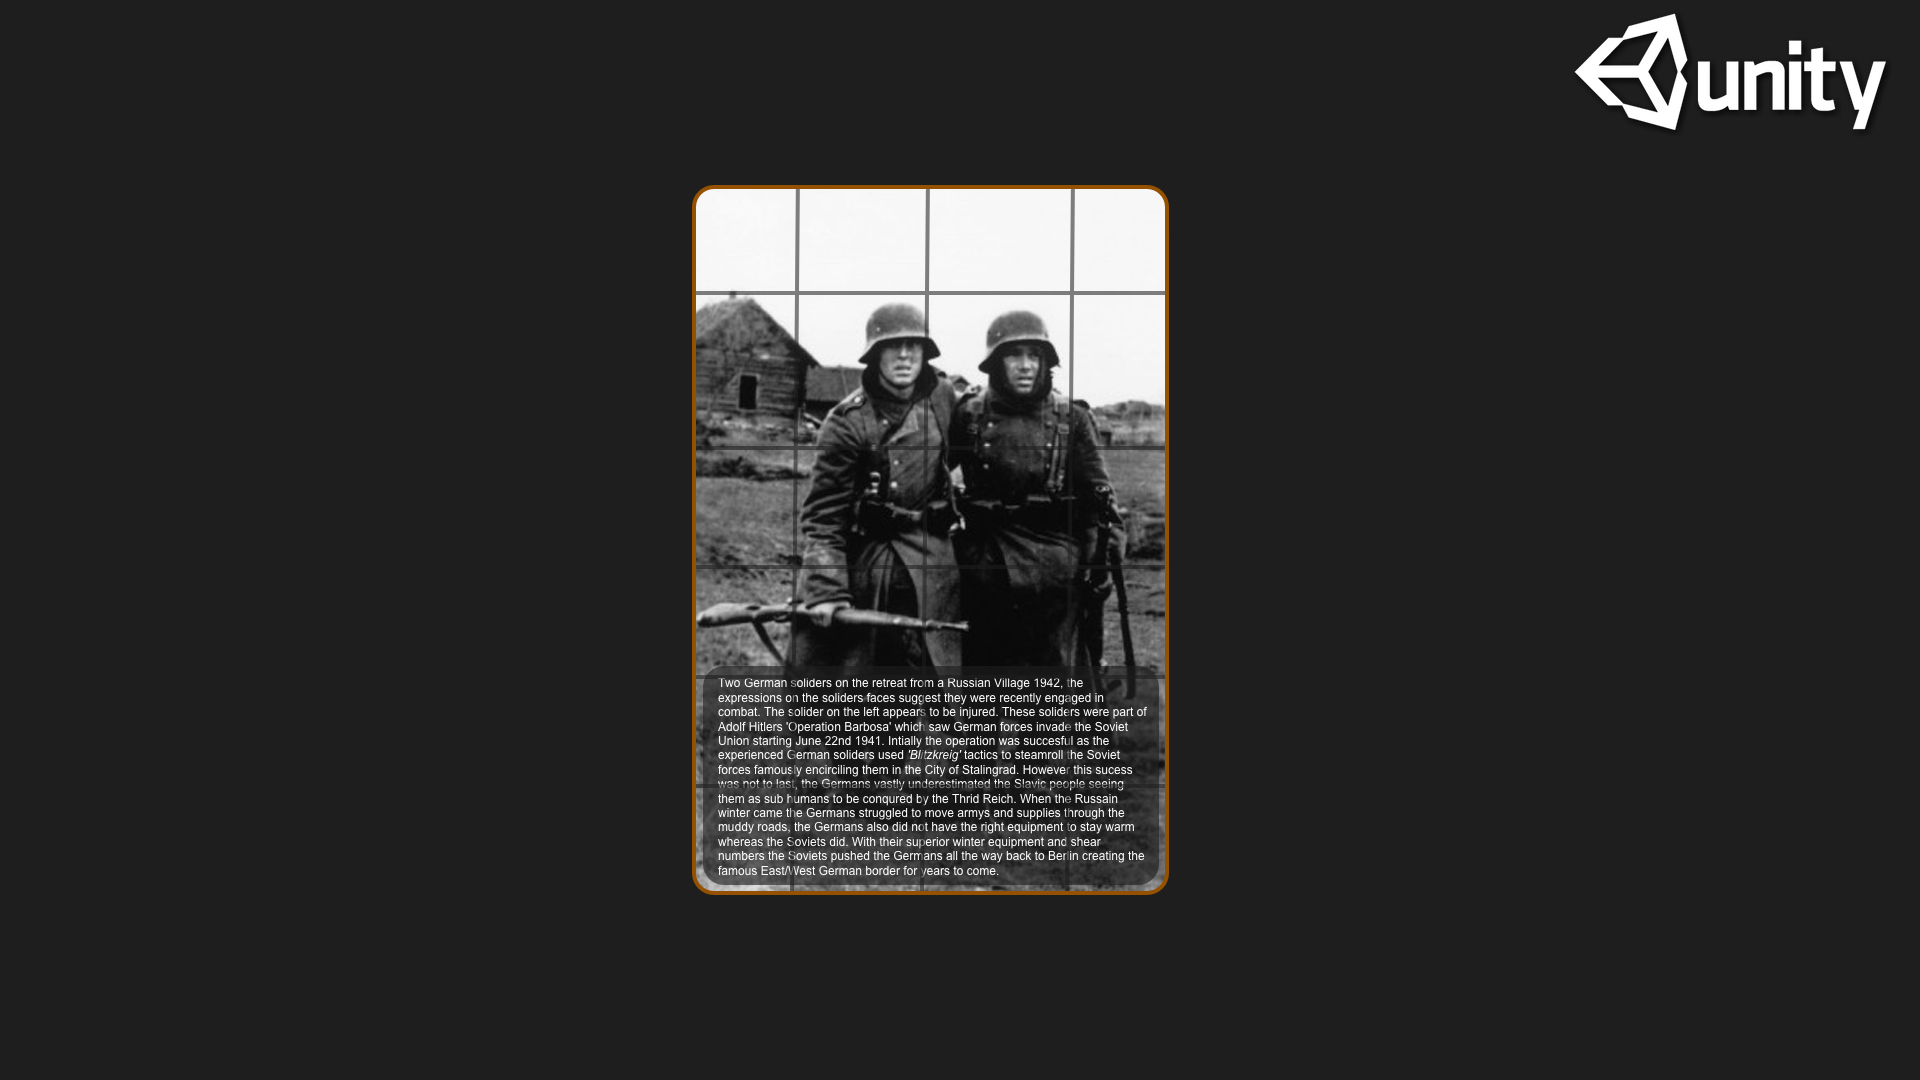 unity
Two German soliders on the retreat from a Russian Village 1942, the
expressions on the soliders faces suggest they were recently engaged in
combat. The solider on the left appears to be injured. These soliders were part of
Adolf Hitlers 'Operation Barbosa' which saw German forces invade the Soviet
Union starting June 22nd 1941. Intially the operation was succesful as the
experienced German soliders used 'Blitzkreig' tactics to steamroll the Soviet
forces famously encirciling them in the City of Stalingrad. However this sucess
was not to last, the Germans vastly underestimated the Slavic people seeing
them as sub humans to be conqured by the Thrid Reich. When the Russain
winter came the Germans struggled to move armys and supplies through the
muddy roads, the Germans also did not have the right equipment to stay warm
whereas the Soviets did. With their superior winter equipment and shear
numbers the Soviets pushed the Germans all the way back to Berlin creating the
famous East/West German border for years to come.